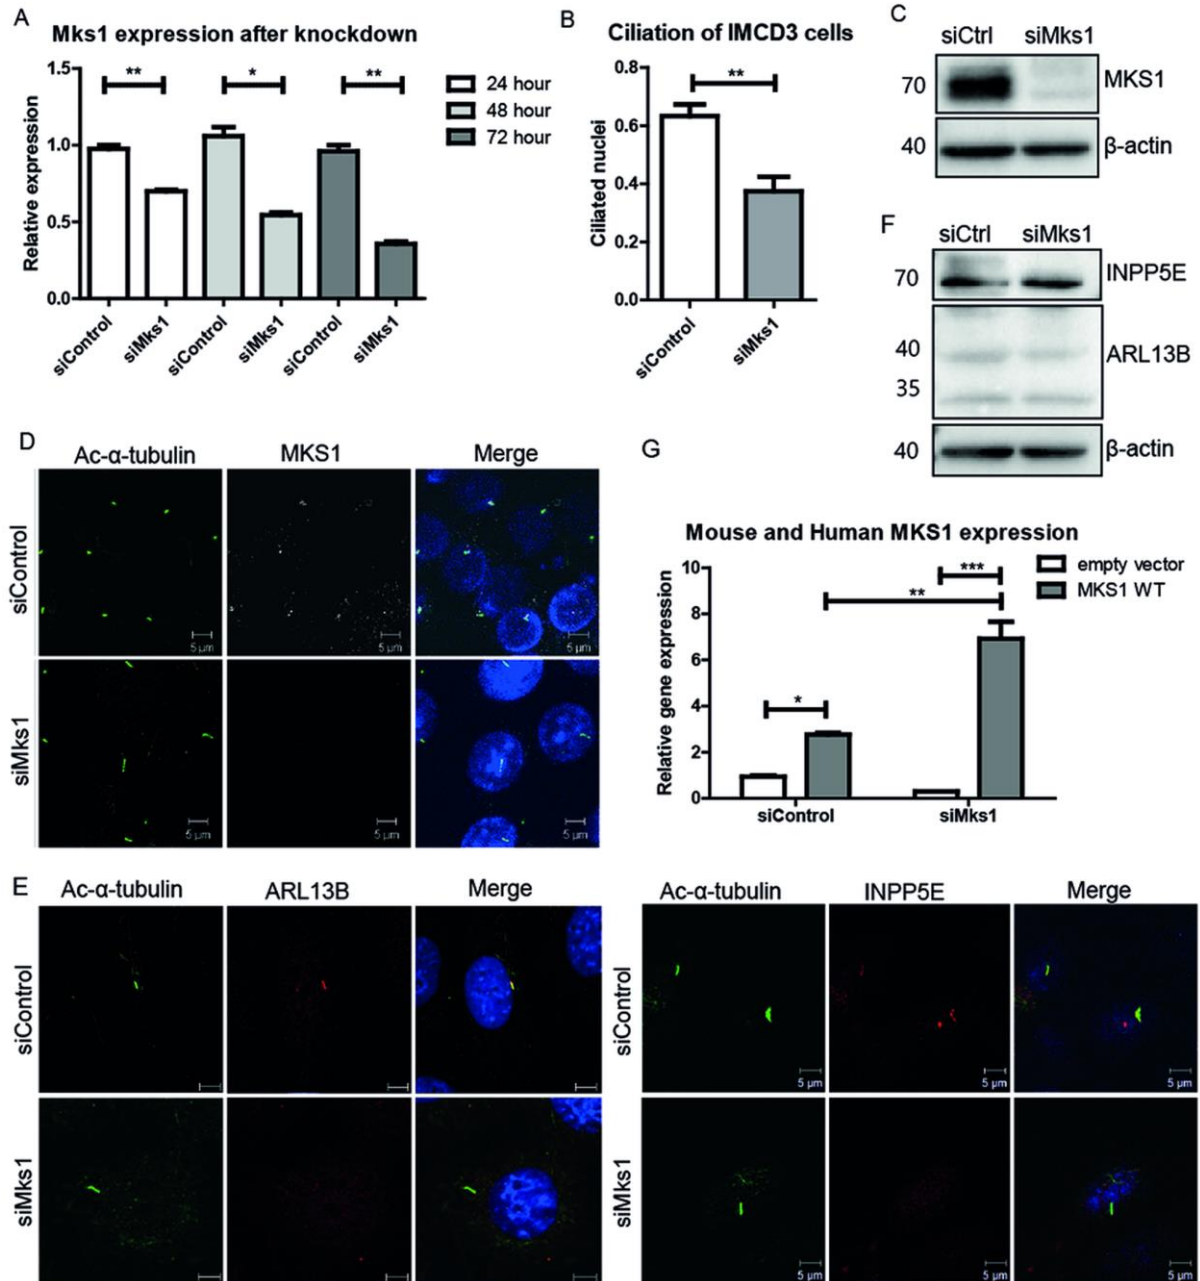 A
Mks1 expression after knockdown
Relative expression
1.5
1.0
0.5
0.0
**
*
**
siControl
siMks1
siControl
siMks1
siControl
siMks1
24 hour
48 hour
72 hour
B
Ciliation of IMCD3 cells
Ciliated nuclei
0.8
0.6
0.4
0.2
0.0
**
siControl
siMks1
C
siCtrl siMks1
70 MKS1
40 β-actin
F
siCtrl siMks1
70 INPP5E
40 ARL13B
35
40 β-actin
D
Ac-α-tubulin MKS1 Merge
siControl
5 µm 5 µm 5 µm
siMks1
5 µm 5 µm 5 µm
G
Mouse and Human MKS1 expression
Relative gene expression
10
8
6
4
2
0
*
**
***
siControl siMks1
empty vector
MKS1 WT
E
Ac-α-tubulin ARL13B Merge
siControl
siMks1
Ac-α-tubulin INPP5E Merge
siControl
5 µm 5 µm 5 µm
siMks1
5 µm 5 µm 5 µm